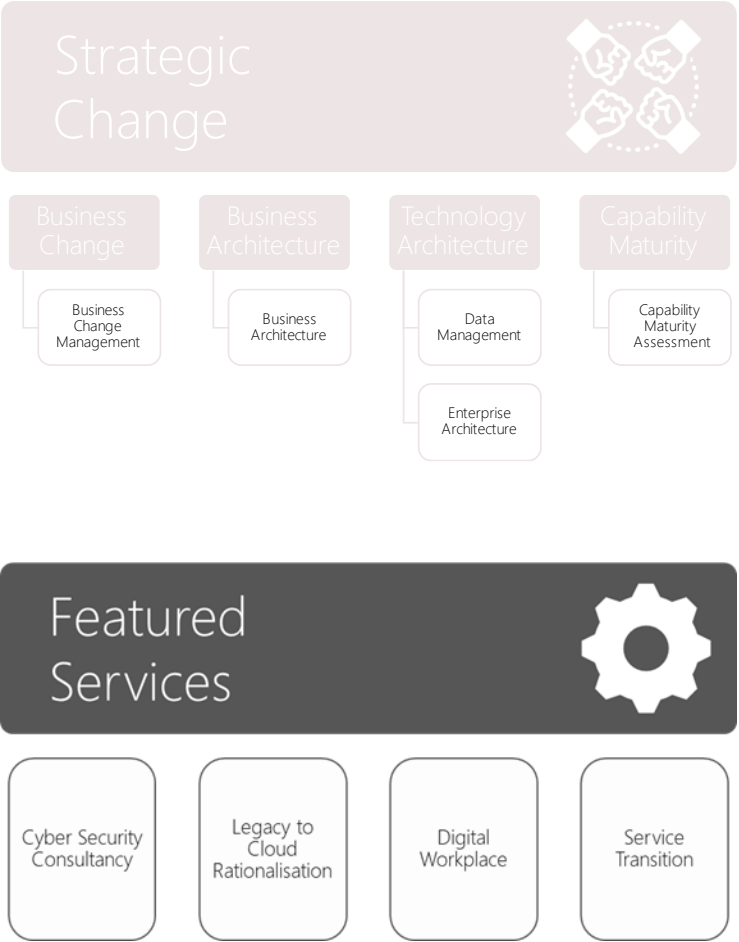 Strategic
Change
Business
Change
Business
Architecture
Technology
Architecture
Capability
Maturity
Business
Change
Management
Business
Architecture
Data
Management
Capability
Maturity
Assessment
Enterprise
Architecture
Featured
Services
Cyber Security
Consultancy
Legacy to
Cloud
Rationalisation
Digital
Workplace
Service
Transition